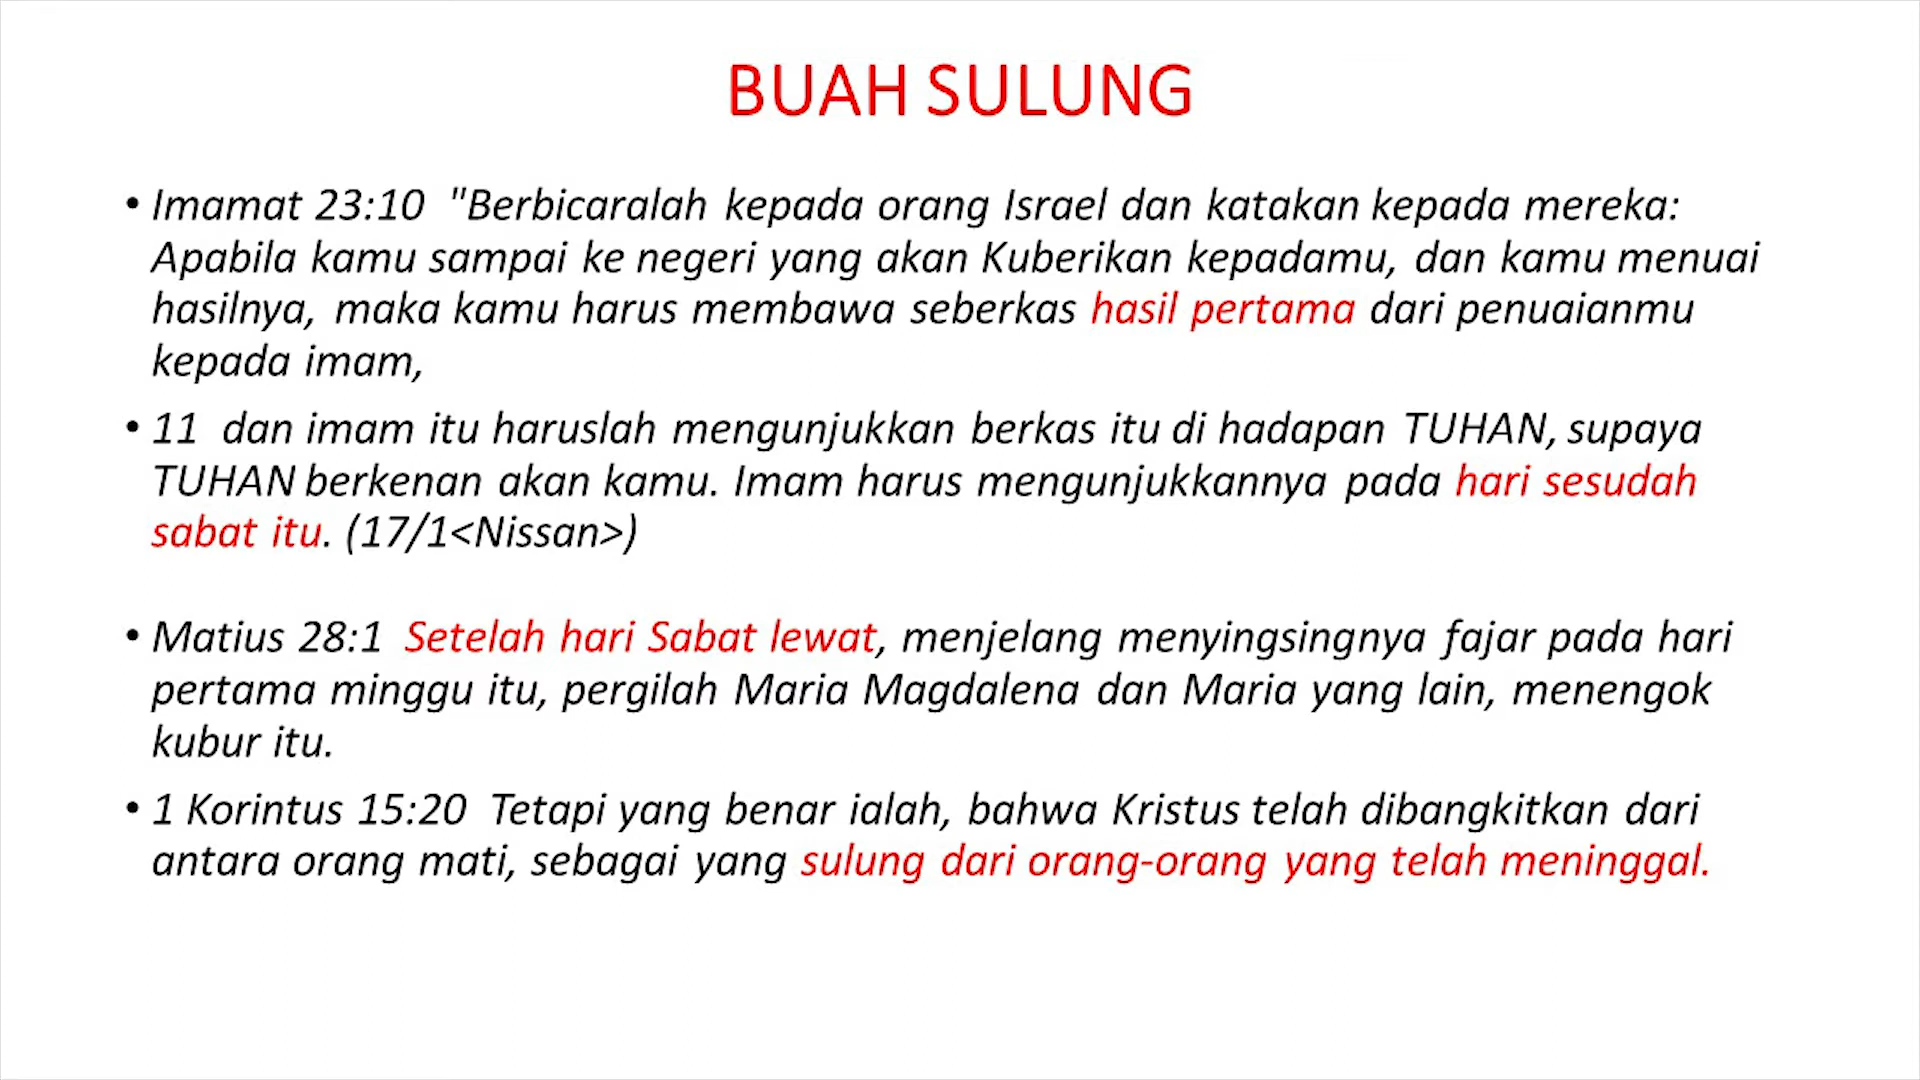 BUAH SULUNG
• Imamat 23:10 "Berbicaralah kepada orang Israel dan katakan kepada mereka:
Apabila kamu sampai ke negeri yang akan Kuberikan kepadamu, dan kamu menuai
hasilnya, maka kamu harus membawa seberkas hasil pertama dari penuaianmu
kepada imam,
• 11 dan imam itu haruslah mengunjukkan berkas itu di hadapan TUHAN, supaya
TUHAN berkenan akan kamu. Imam harus mengunjukkannya pada hari sesudah
sabat itu. (17/1<Nissan>)
• Matius 28:1 Setelah hari Sabat lewat, menjelang menyingsingnya fajar pada hari
pertama minggu itu, pergilah Maria Magdalena dan Maria yang lain, menengok
kubur itu.
• 1 Korintus 15:20 Tetapi yang benar ialah, bahwa Kristus telah dibangkitkan dari
antara orang mati, sebagai yang sulung dari orang-orang yang telah meninggal.